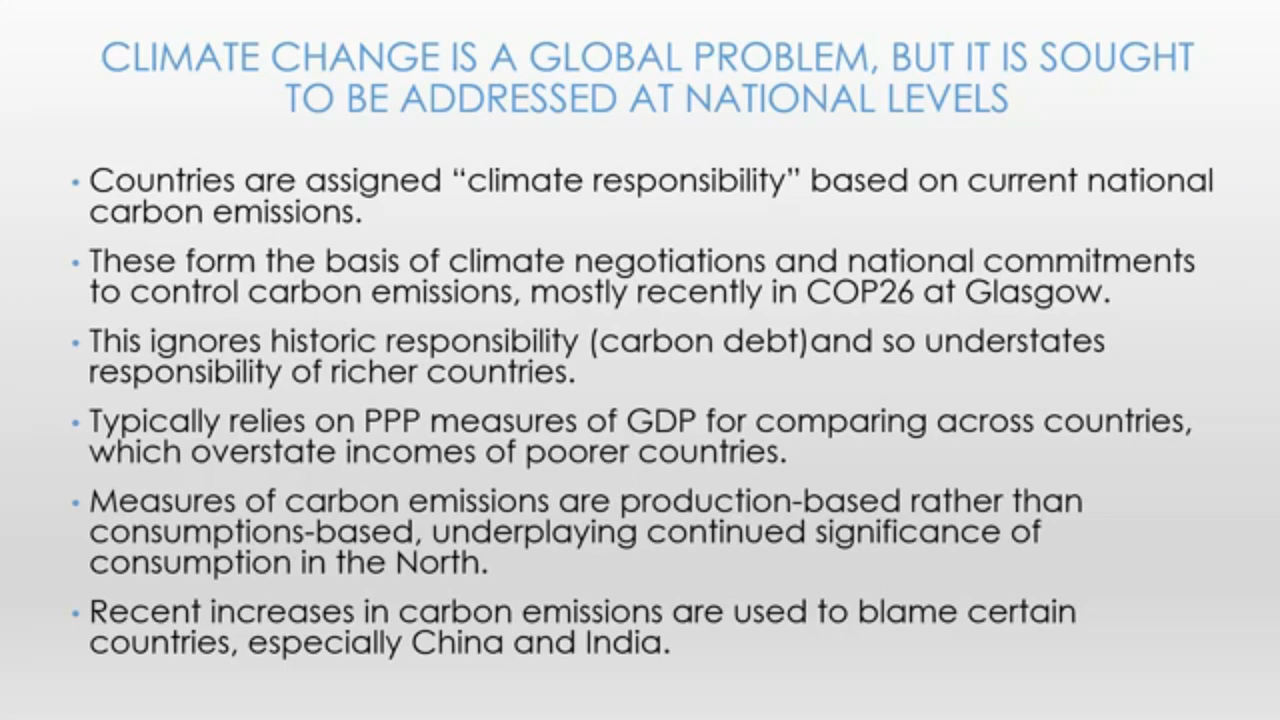 CLIMATE CHANGE IS A GLOBAL PROBLEM, BUT IT IS SOUGHT
TO BE ADDRESSED AT NATIONAL LEVELS
• Countries are assigned “climate responsibility” based on current national
carbon emissions.
• These form the basis of climate negotiations and national commitments
to control carbon emissions, mostly recently in COP26 at Glasgow.
• This ignores historic responsibility (carbon debt)and so understates
responsibility of richer countries.
• Typically relies on PPP measures of GDP for comparing across countries,
which overstate incomes of poorer countries.
• Measures of carbon emissions are production-based rather than
consumptions-based, underplaying continued significance of
consumption in the North.
• Recent increases in carbon emissions are used to blame certain
countries, especially China and India.